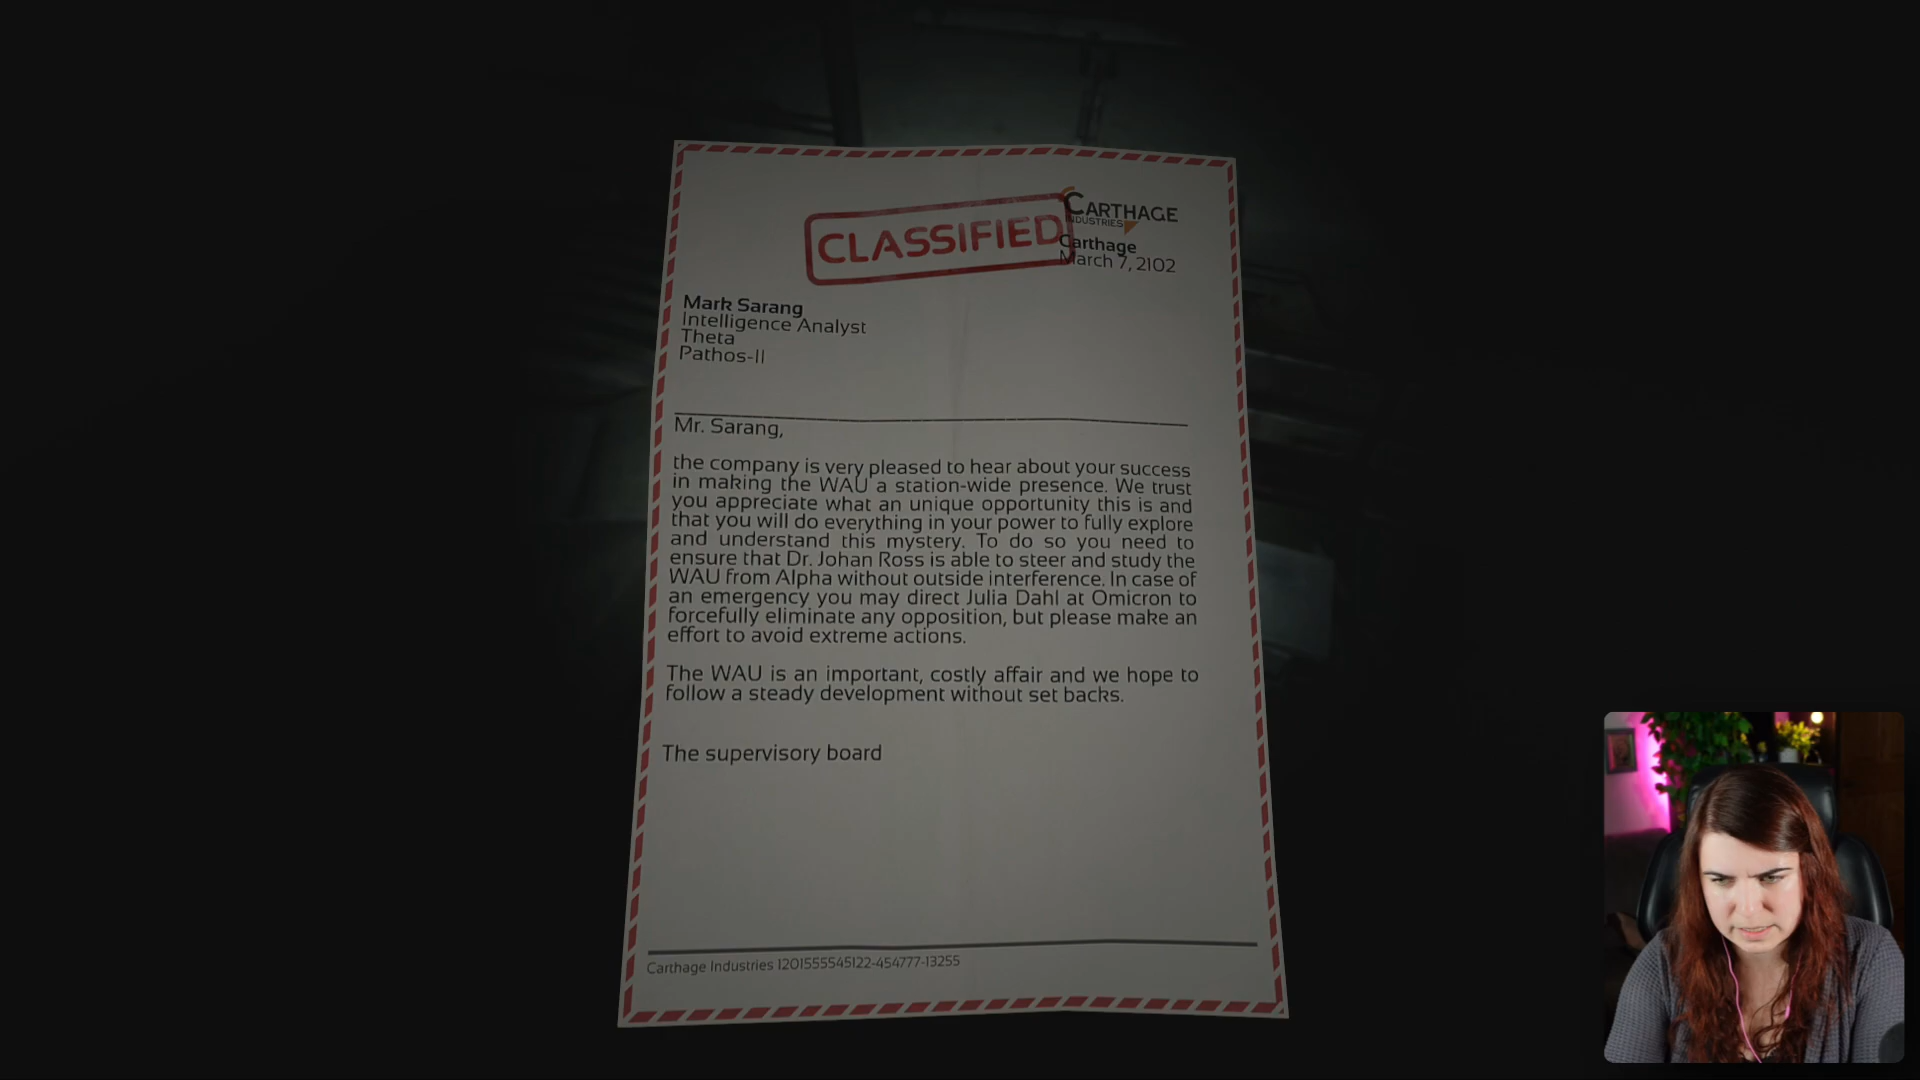 CLASSIFIED
CARTHAGE
INDUSTRIES
Carthage
March 7, 2102
Mark Sarang
Intelligence Analyst
Theta
Pathos-II
Mr. Sarang,
the company is very pleased to hear about your success
in making the WAU a station-wide presence. We trust
you appreciate what an unique opportunity this is and
that you will do everything in your power to fully explore
and understand this mystery. To do so you need to
ensure that Dr. Johan Ross is able to steer and study the
WAU from Alpha without outside interference. In case of
an emergency you may direct Julia Dahl at Omicron to
forcefully eliminate any opposition, but please make an
effort to avoid extreme actions.
The WAU is an important, costly affair and we hope to
follow a steady development without set backs.
The supervisory board
Carthage Industries 1201555545122-454777-13255